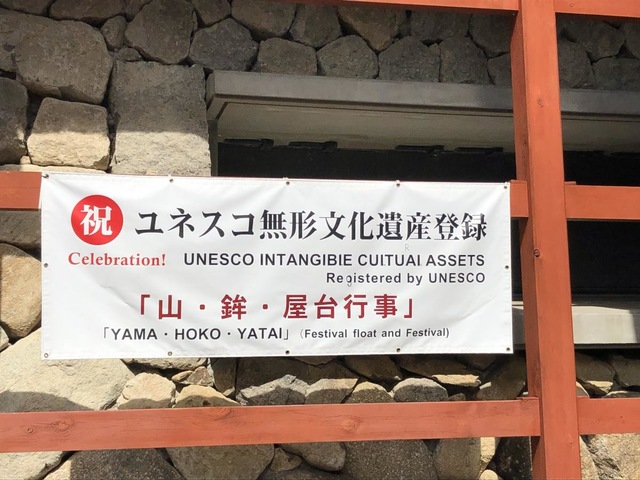 祝 ユネスコ無形文化遺産登録
Celebration! UNESCO INTANGIBIE CUITUAI ASSETS
Registered by UNESCO
「山・鉾・屋台行事」
「YAMA・HOKO・YATAI」(Festival float and Festival)